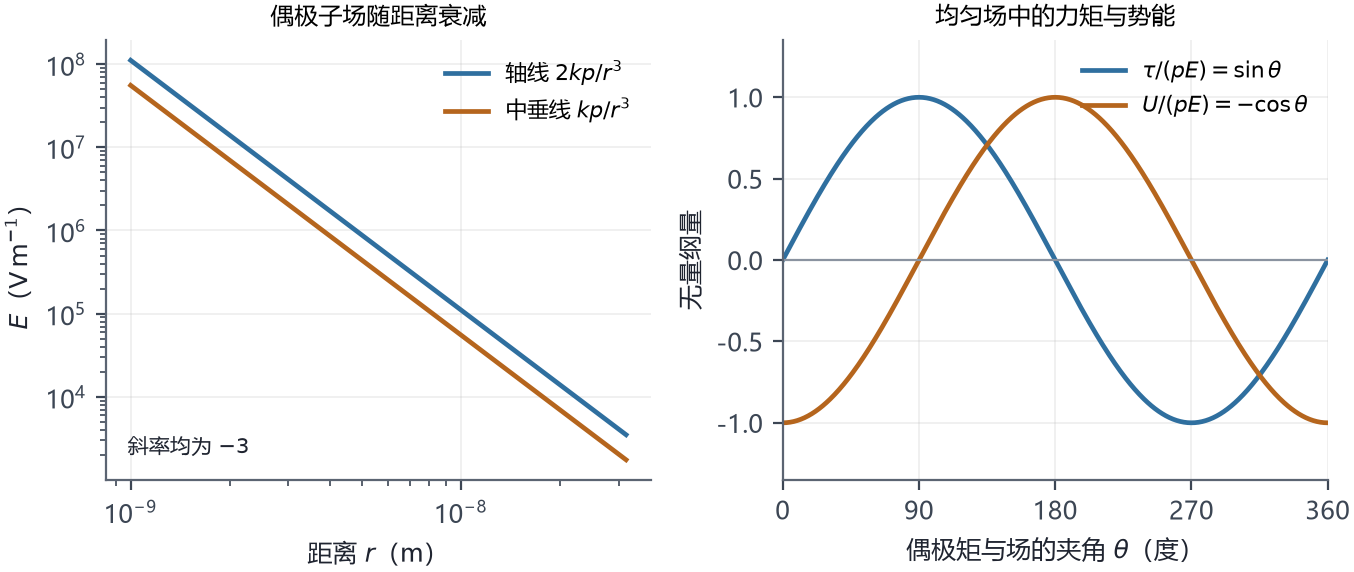 偶极子场随距离衰减
轴线 2kp/r³
中垂线 kp/r³
10⁸
10⁷
10⁶
10⁵
10⁴
E（V m⁻¹）
斜率均为 −3
10⁻⁹
10⁻⁸
距离 r（m）
均匀场中的力矩与势能
τ/(pE) = sin θ
U/(pE) = −cos θ
1.0
0.5
0.0
-0.5
-1.0
无量纲量
0
90
180
270
360
偶极矩与场的夹角 θ（度）